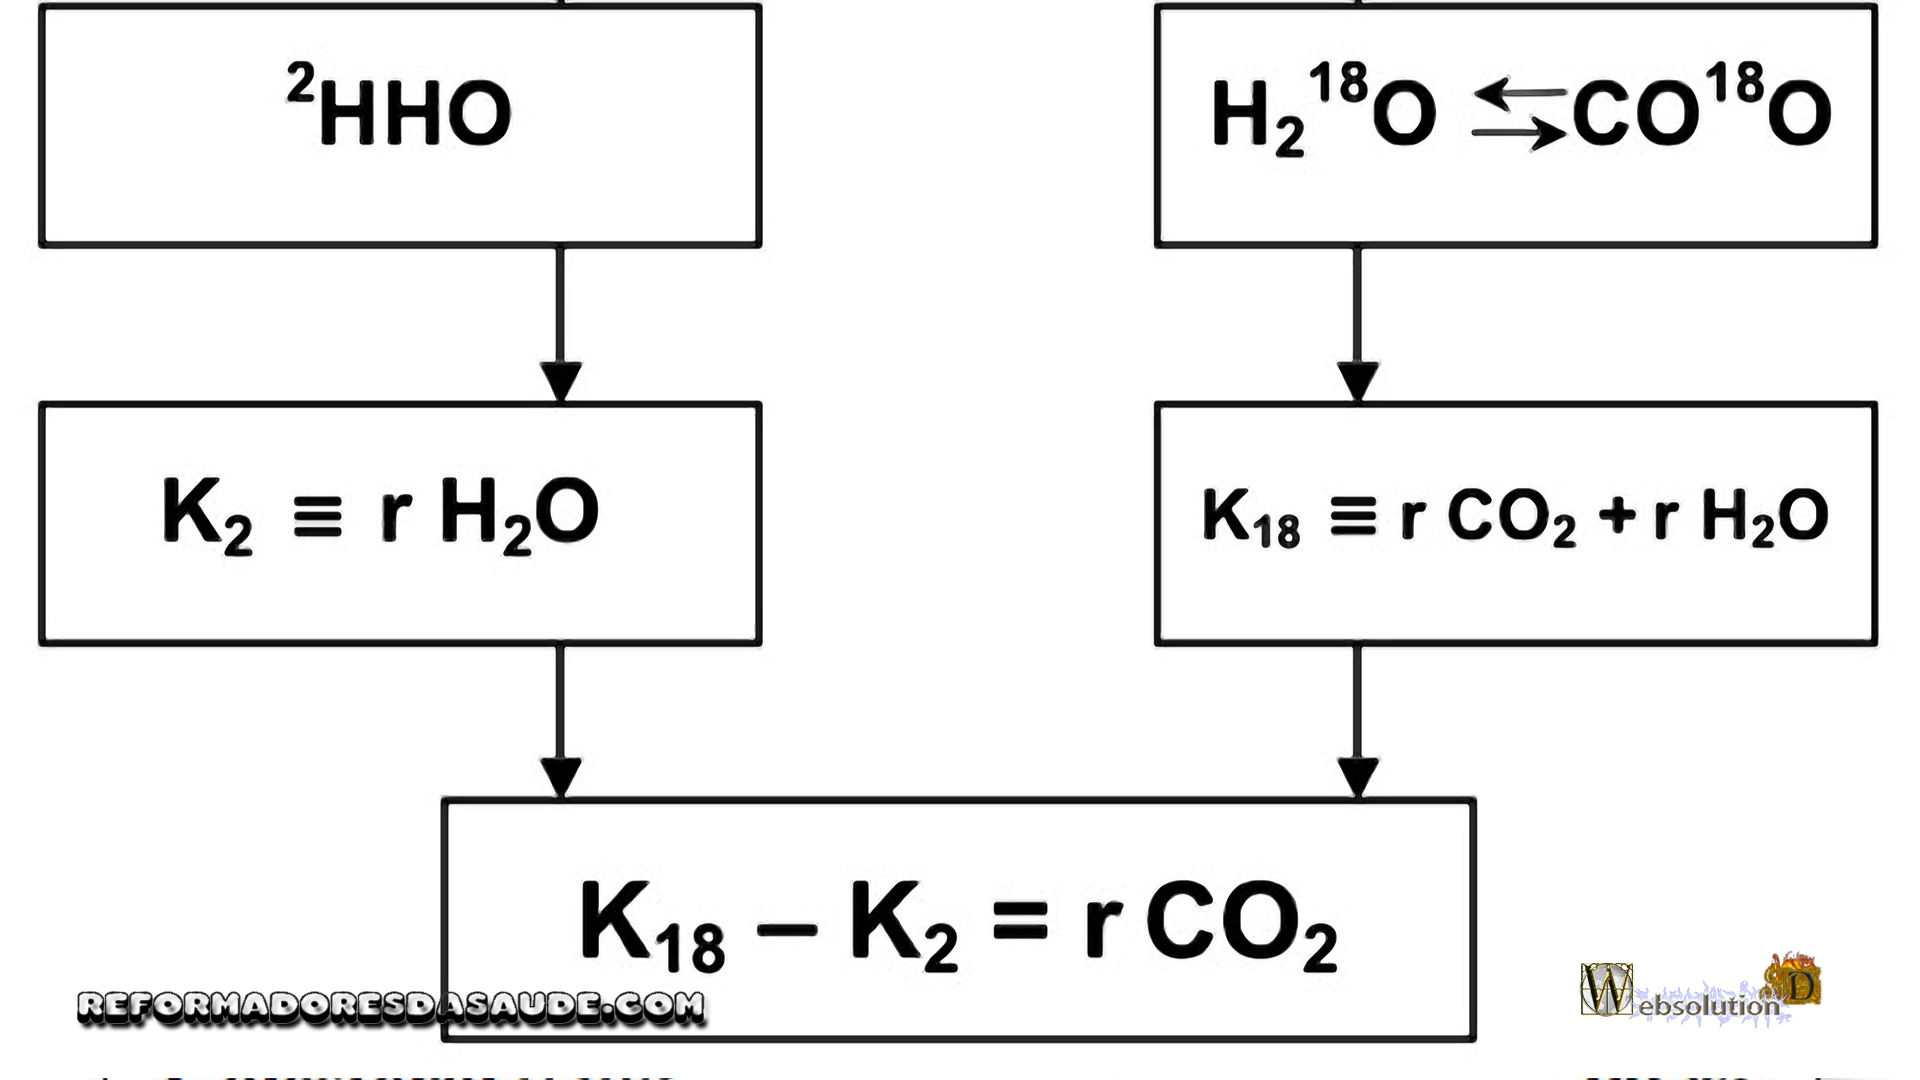 ²HHO
H₂¹⁸O ⇆ CO¹⁸O
K₂ ≡ r H₂O
K₁₈ ≡ r CO₂ + r H₂O
K₁₈ – K₂ = r CO₂
REFORMADORESDASAUDE.COM
Websolution D